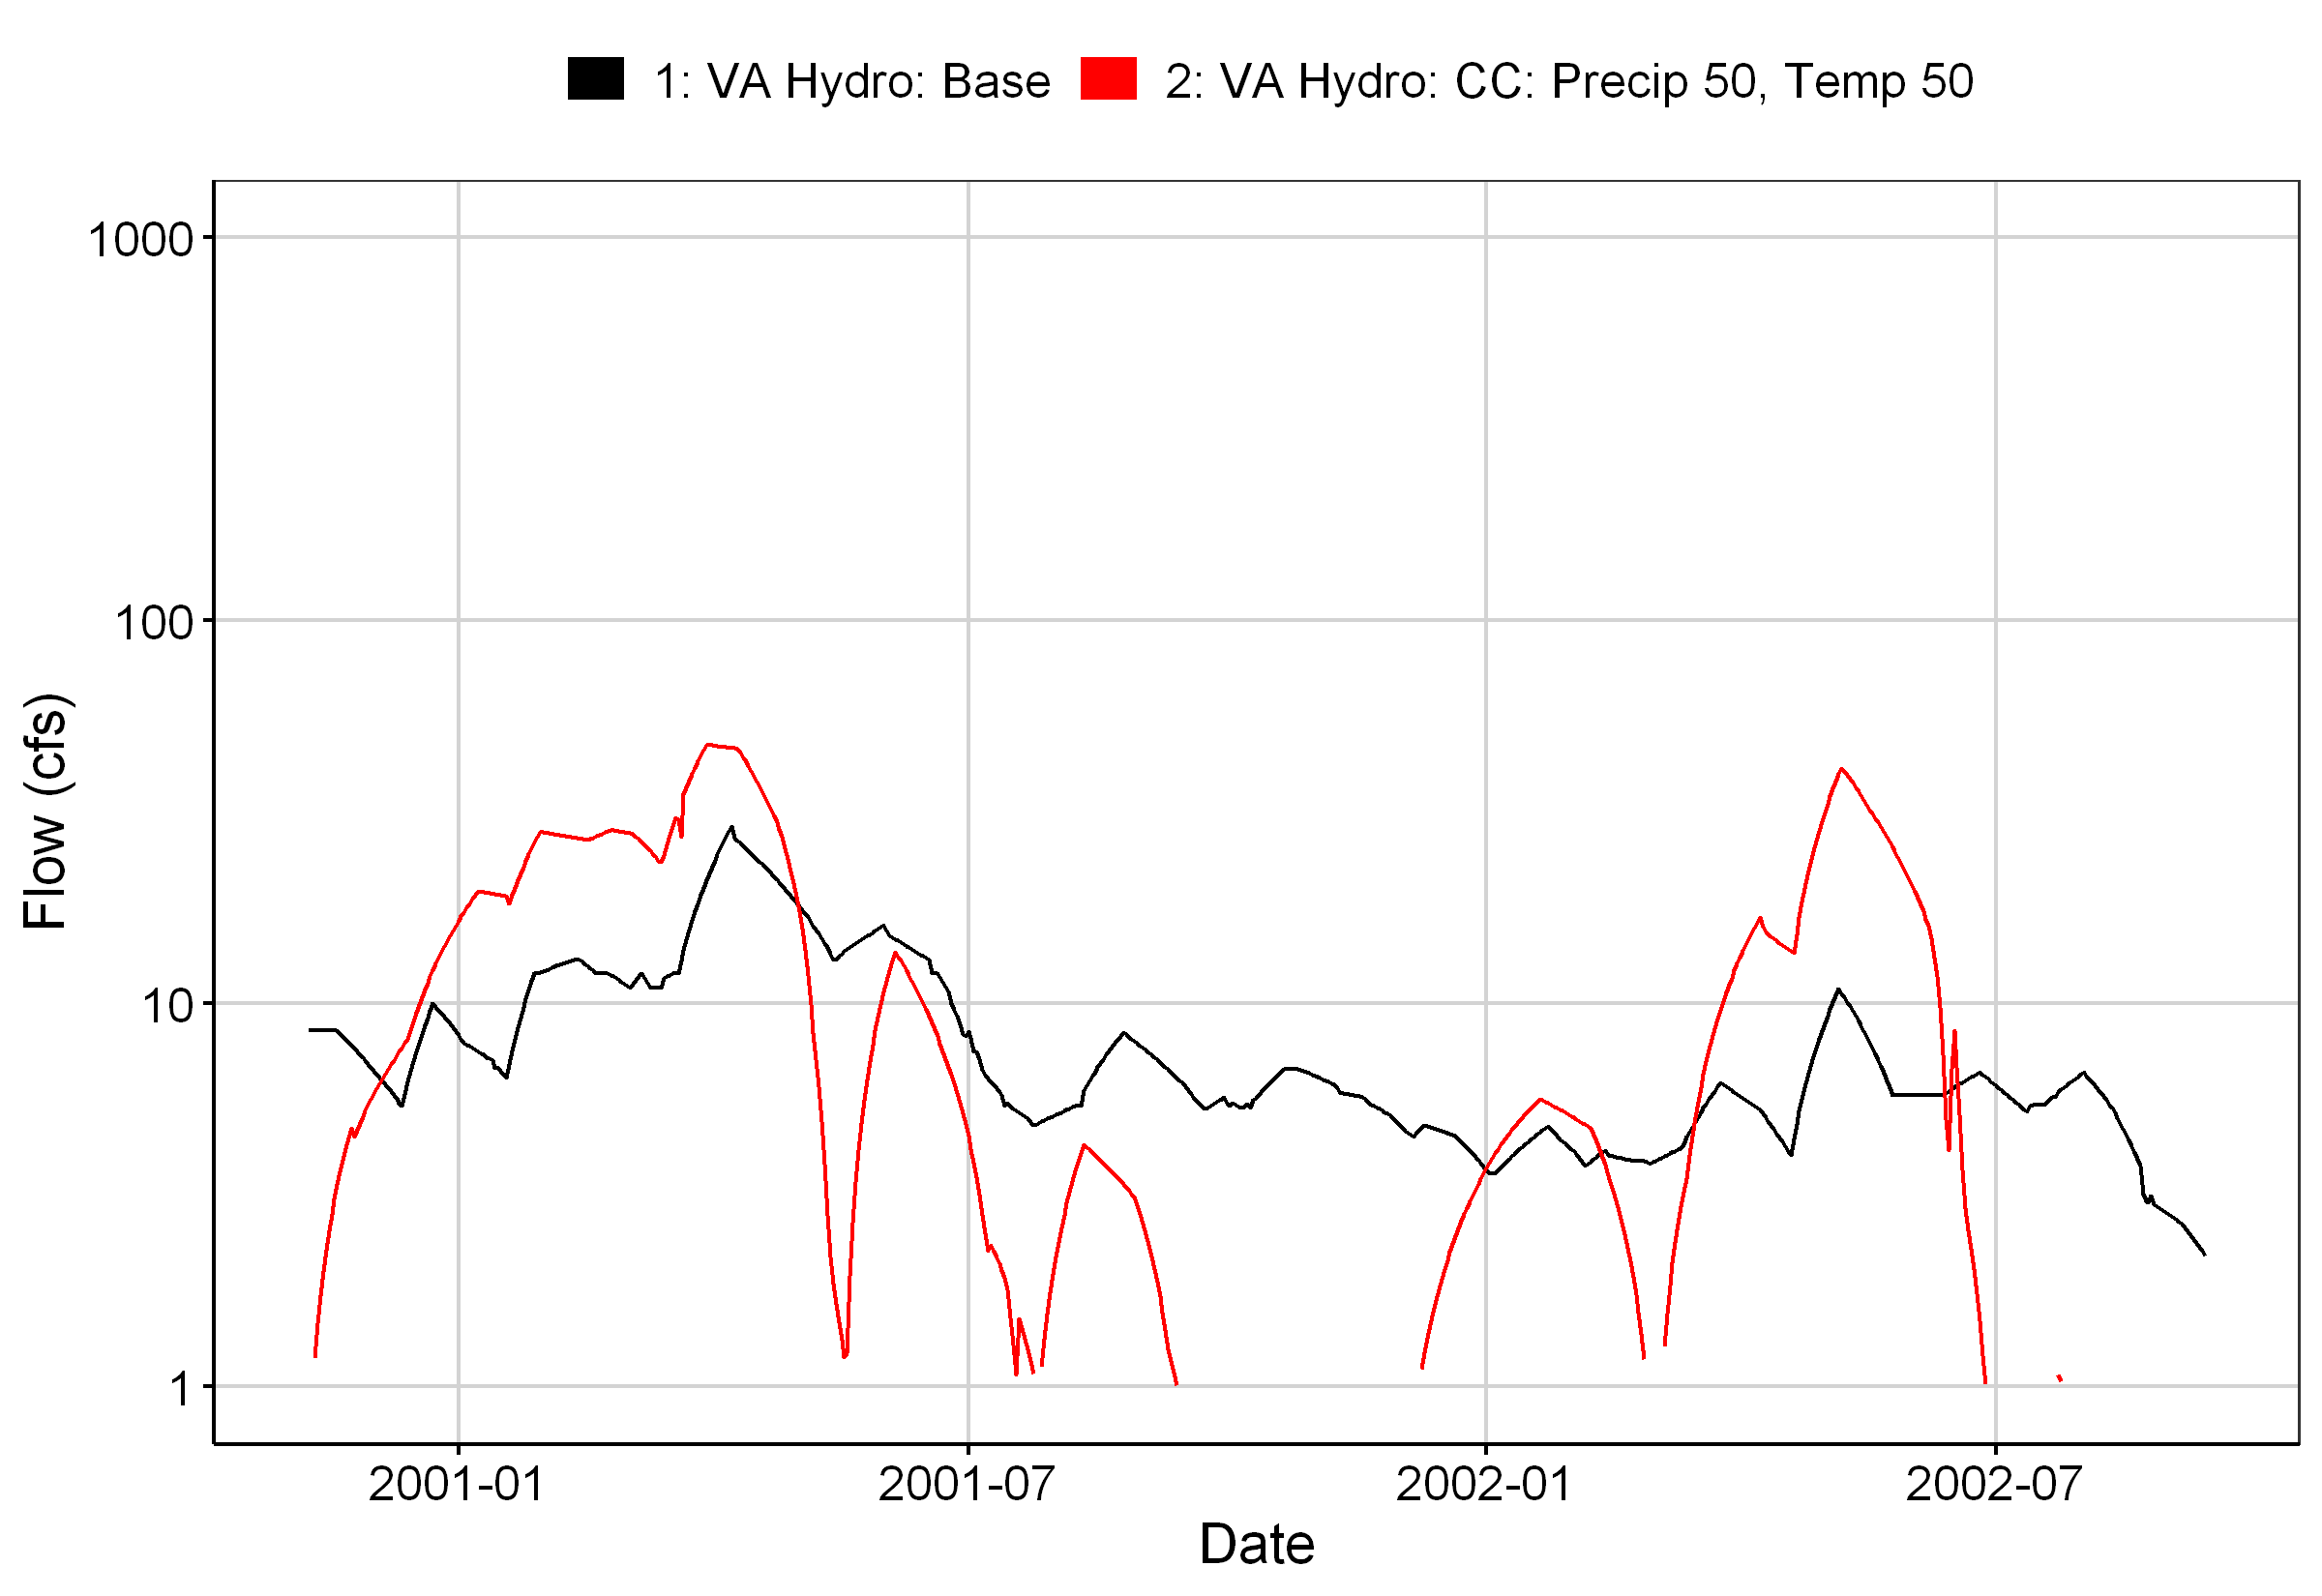 1: VA Hydro: Base 2: VA Hydro: CC: Precip 50, Temp 50
1000
100
10
1
Flow (cfs)
2001-01 2001-07 2002-01 2002-07
Date